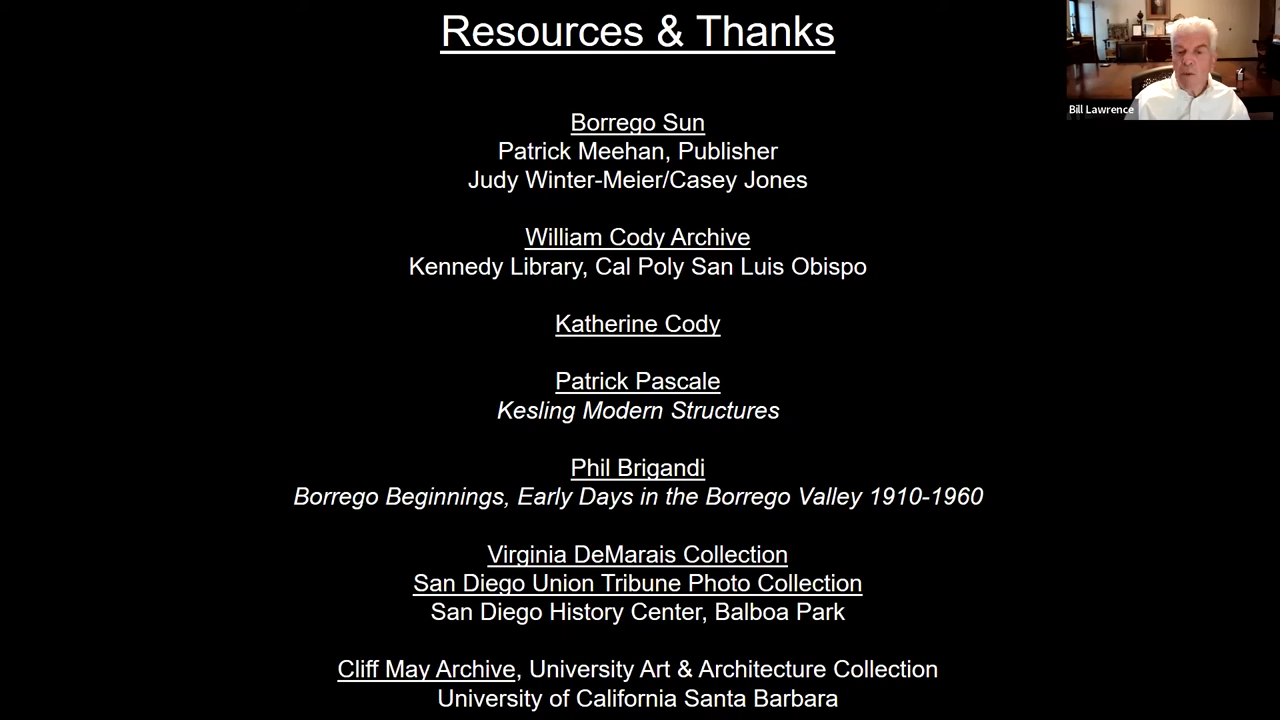 Resources & Thanks
Bill Lawrence
Borrego Sun
Patrick Meehan, Publisher
Judy Winter-Meier/Casey Jones
William Cody Archive
Kennedy Library, Cal Poly San Luis Obispo
Katherine Cody
Patrick Pascale
Kesling Modern Structures
Phil Brigandi
Borrego Beginnings, Early Days in the Borrego Valley 1910-1960
Virginia DeMarais Collection
San Diego Union Tribune Photo Collection
San Diego History Center, Balboa Park
Cliff May Archive, University Art & Architecture Collection
University of California Santa Barbara